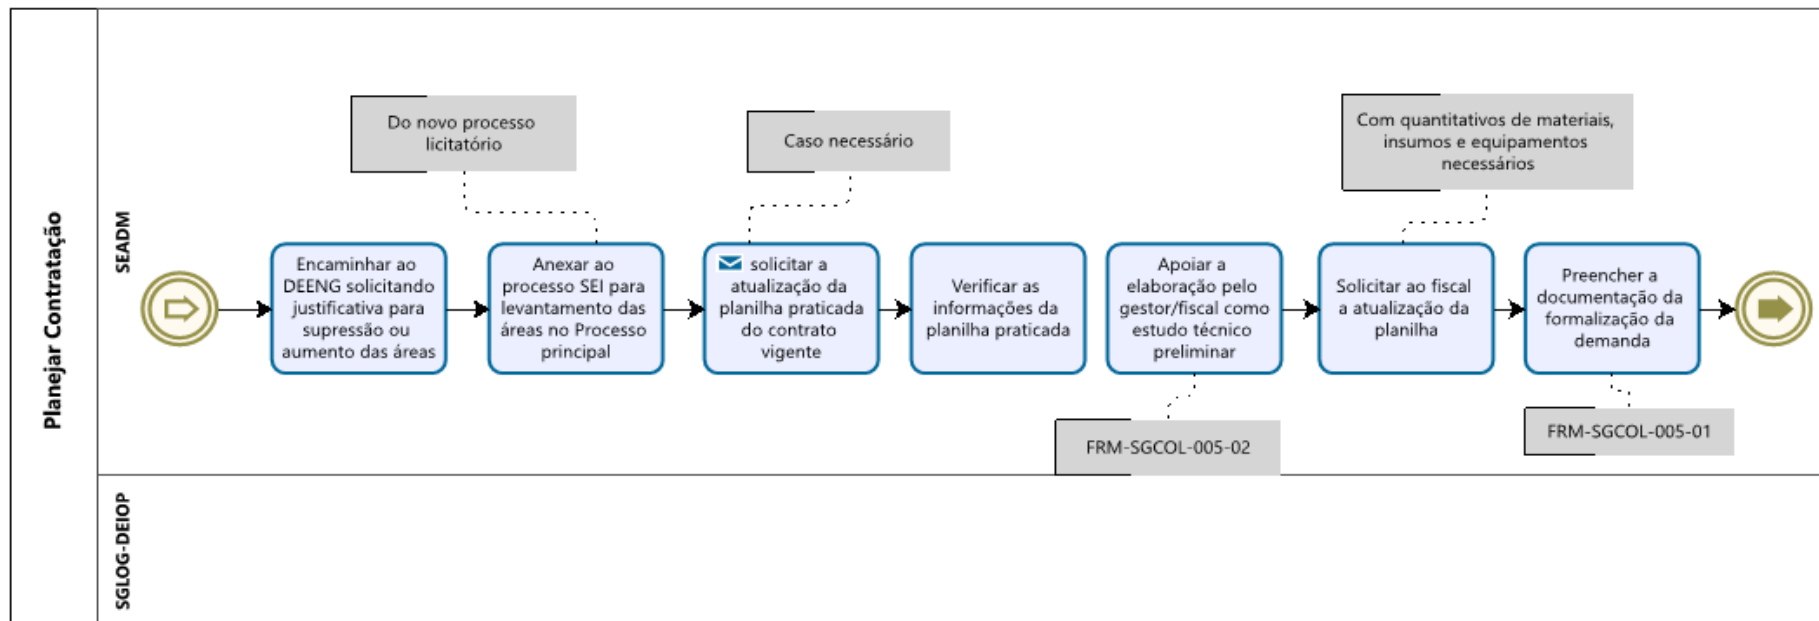 Planejar Contratação
SEADM
Do novo processo
licitatório
Caso necessário
Com quantitativos de materiais,
insumos e equipamentos
necessários
Encaminhar ao
DEENG solicitando
justificativa para
supressão ou
aumento das áreas
Anexar ao
processo SEI para
levantamento das
áreas no Processo
principal
solicitar a
atualização da
planilha praticada
do contrato
vigente
Verificar as
informações da
planilha praticada
Apoiar a
elaboração pelo
gestor/fiscal como
estudo técnico
preliminar
Solicitar ao fiscal
a atualização da
planilha
Preencher a
documentação da
formalização da
demanda
FRM-SGCOL-005-02
FRM-SGCOL-005-01
SGLOG-DEIOP